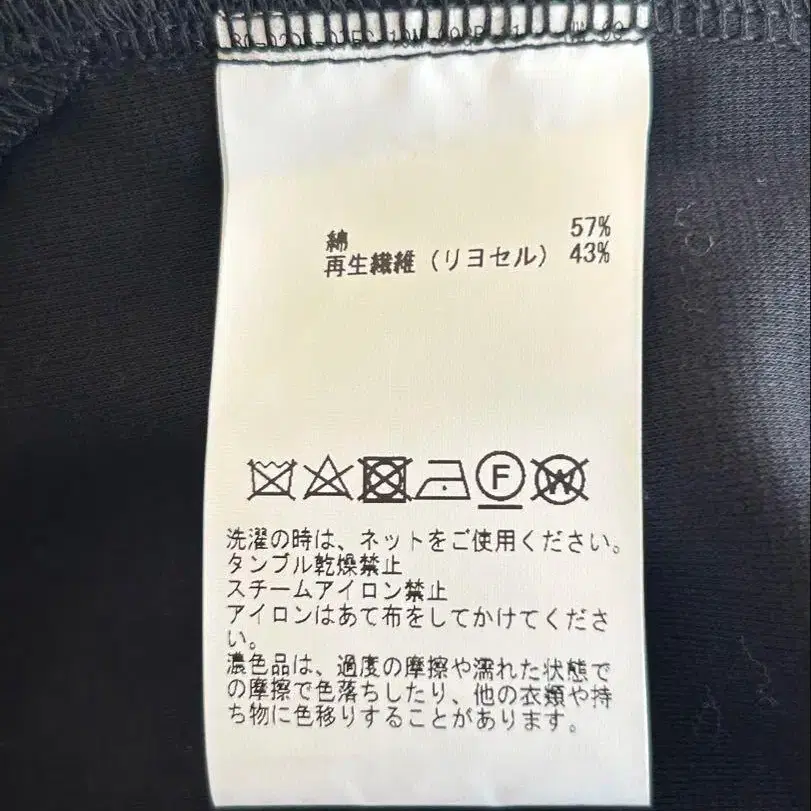 綿 57%
再生繊維（リヨセル） 43%
F W
洗濯の時は、ネットをご使用ください。
タンブル乾燥禁止
スチームアイロン禁止
アイロンはあて布をしてかけてくださ
い。
濃色品は、過度の摩擦や濡れた状態で
の摩擦で色落ちしたり、他の衣類や持
ち物に色移りすることがあります。